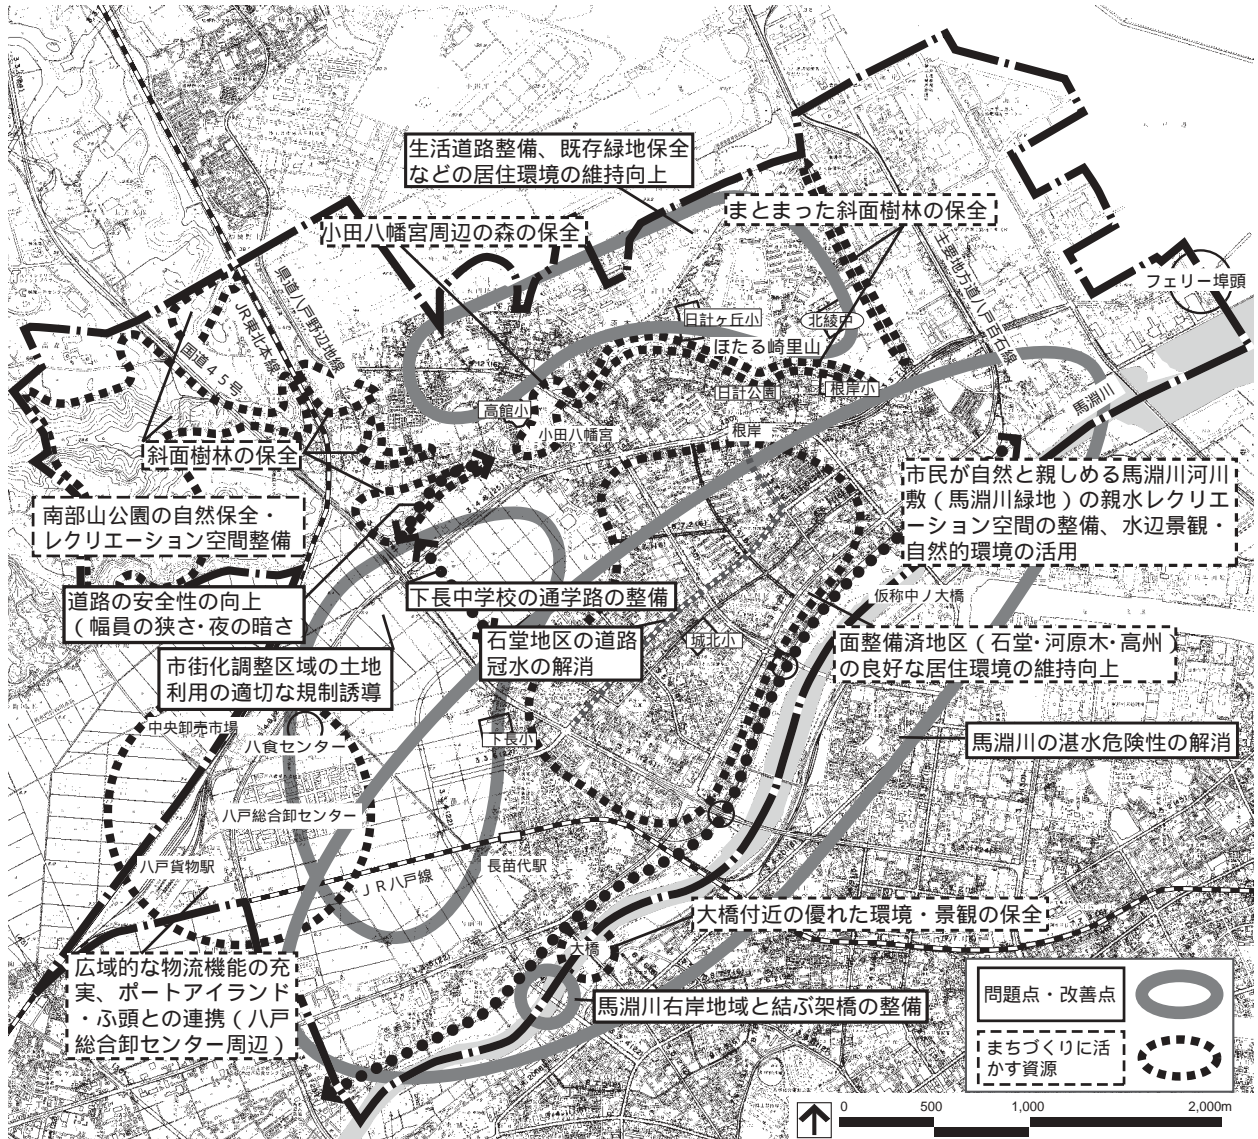 生活道路整備、既存緑地保全
などの居住環境の維持向上
まとまった斜面樹林の保全
小田八幡宮周辺の森の保全
主要地方道八戸百石線
フェリー埠頭
県道八戸野辺地線
JR東北本線
国道45号
日計ヶ丘小
北稜中
ほたる崎里山
日計公園
根岸小
馬淵川
高館小
小田八幡宮
根岸
斜面樹林の保全
市民が自然と親しめる馬淵川河川
敷(馬淵川緑地)の親水レクリエ
ーション空間の整備、水辺景観・
自然的環境の活用
南部山公園の自然保全・
レクリエーション空間整備
道路の安全性の向上
(幅員の狭さ・夜の暗さ
下長中学校の通学路の整備
仮称中ノ大橋
石堂地区の道路
冠水の解消
城北小
面整備済地区(石堂・河原木・高州)
の良好な居住環境の維持向上
市街化調整区域の土地
利用の適切な規制誘導
中央卸売市場
八食センター
下長小
馬淵川の湛水危険性の解消
八戸総合卸センター
八戸貨物駅
JR八戸線
長苗代駅
大橋付近の優れた環境・景観の保全
大橋
広域的な物流機能の充
実、ポートアイランド
・ふ頭との連携(八戸
総合卸センター周辺)
馬淵川右岸地域と結ぶ架橋の整備
問題点・改善点
まちづくりに活
かす資源
0 500 1,000 2,000m